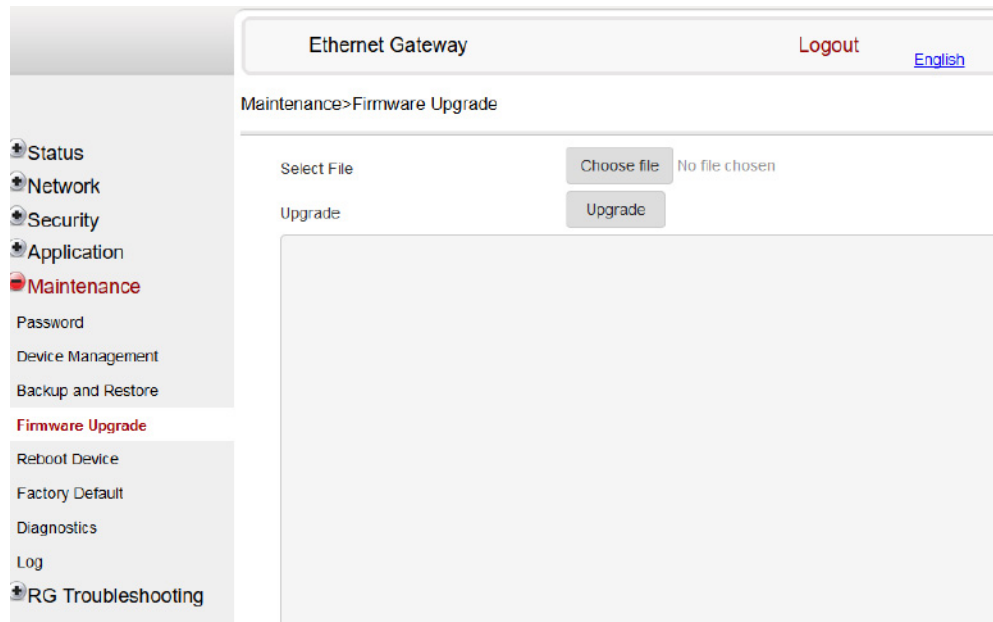 Ethernet Gateway
Logout
English
Maintenance>Firmware Upgrade
Status
Network
Security
Application
Maintenance
Password
Device Management
Backup and Restore
Firmware Upgrade
Reboot Device
Factory Default
Diagnostics
Log
RG Troubleshooting
Select File
Choose file No file chosen
Upgrade
Upgrade